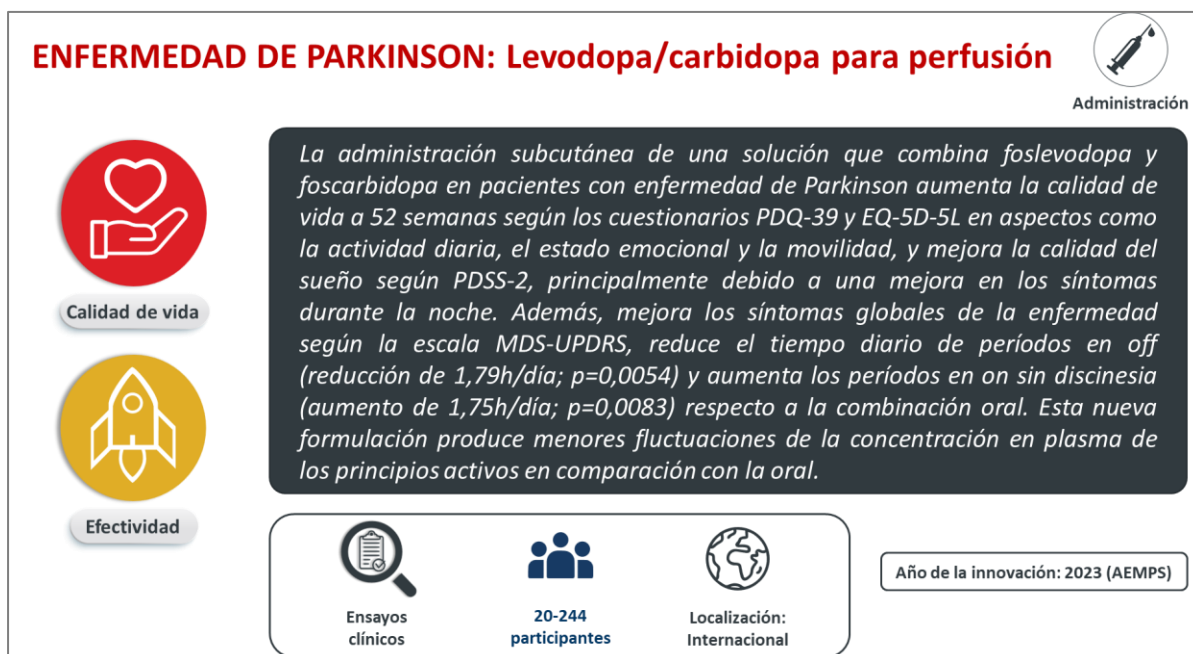 ENFERMEDAD DE PARKINSON: Levodopa/carbidopa para perfusión
Administración
La administración subcutánea de una solución que combina foslevodopa y
foscarbidopa en pacientes con enfermedad de Parkinson aumenta la calidad de
vida a 52 semanas según los cuestionarios PDQ-39 y EQ-5D-5L en aspectos como
la actividad diaria, el estado emocional y la movilidad, y mejora la calidad del
sueño según PDSS-2, principalmente debido a una mejora en los síntomas
durante la noche. Además, mejora los síntomas globales de la enfermedad
según la escala MDS-UPDRS, reduce el tiempo diario de períodos en off
(reducción de 1,79h/día; p=0,0054) y aumenta los períodos en on sin discinesia
(aumento de 1,75h/día; p=0,0083) respecto a la combinación oral. Esta nueva
formulación produce menores fluctuaciones de la concentración en plasma de
los principios activos en comparación con la oral.
Calidad de vida
Efectividad
Ensayos
clínicos
20-244
participantes
Localización:
Internacional
Año de la innovación: 2023 (AEMPS)